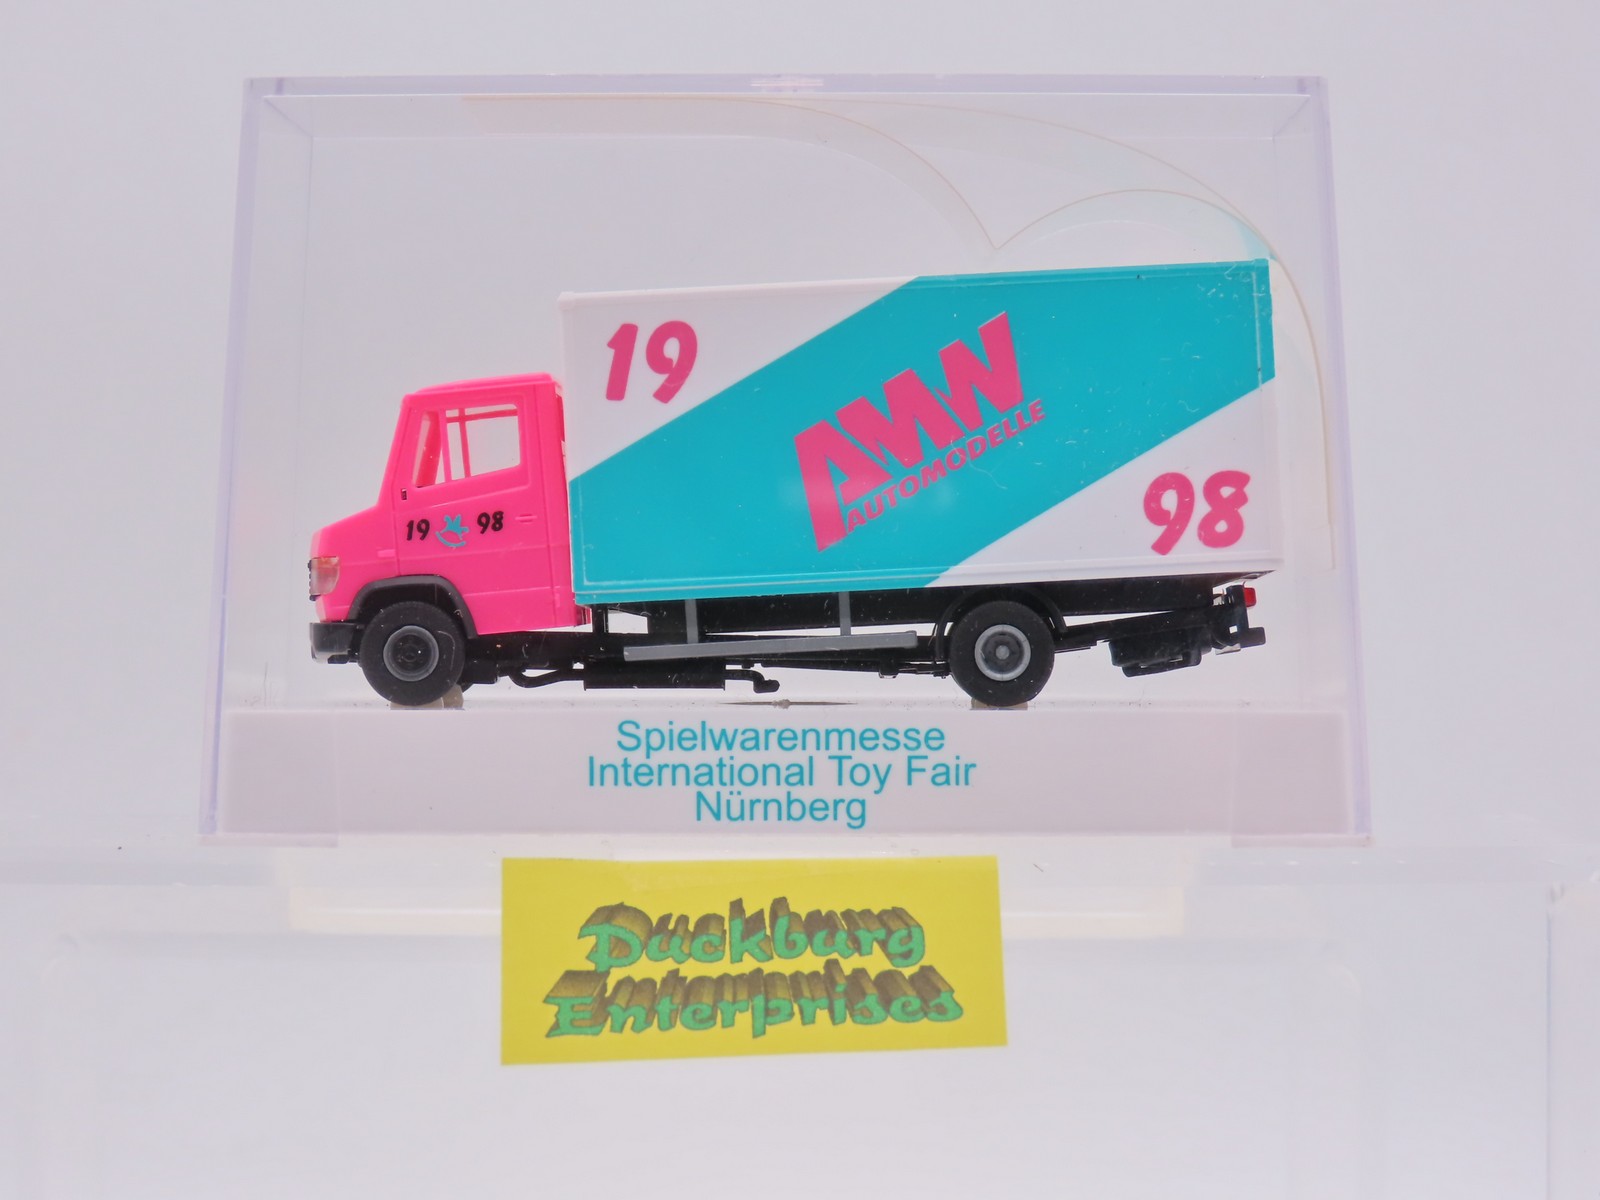 19
AMW
AUTOMODELLE
98
19 98
Spielwarenmesse
International Toy Fair
Nürnberg
Duckburg
Enterprises